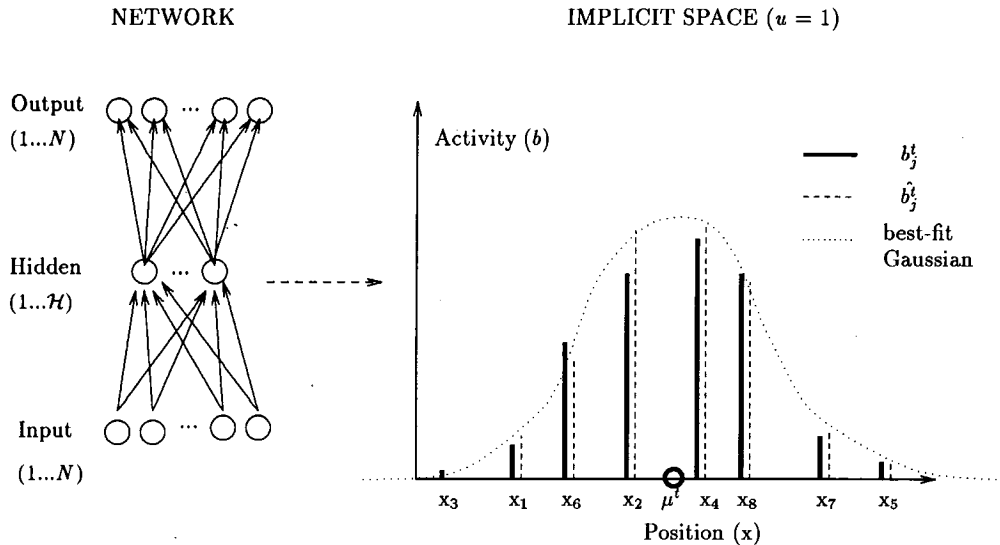 NETWORK
IMPLICIT SPACE (u = 1)
Output
(1...N)
...
Hidden
(1...H)
...
Input
(1...N)
...
Activity (b)
b_j^t
b̂_j^t
best-fit
Gaussian
x3 x1 x6 x2 μ^t x4 x8 x7 x5
Position (x)